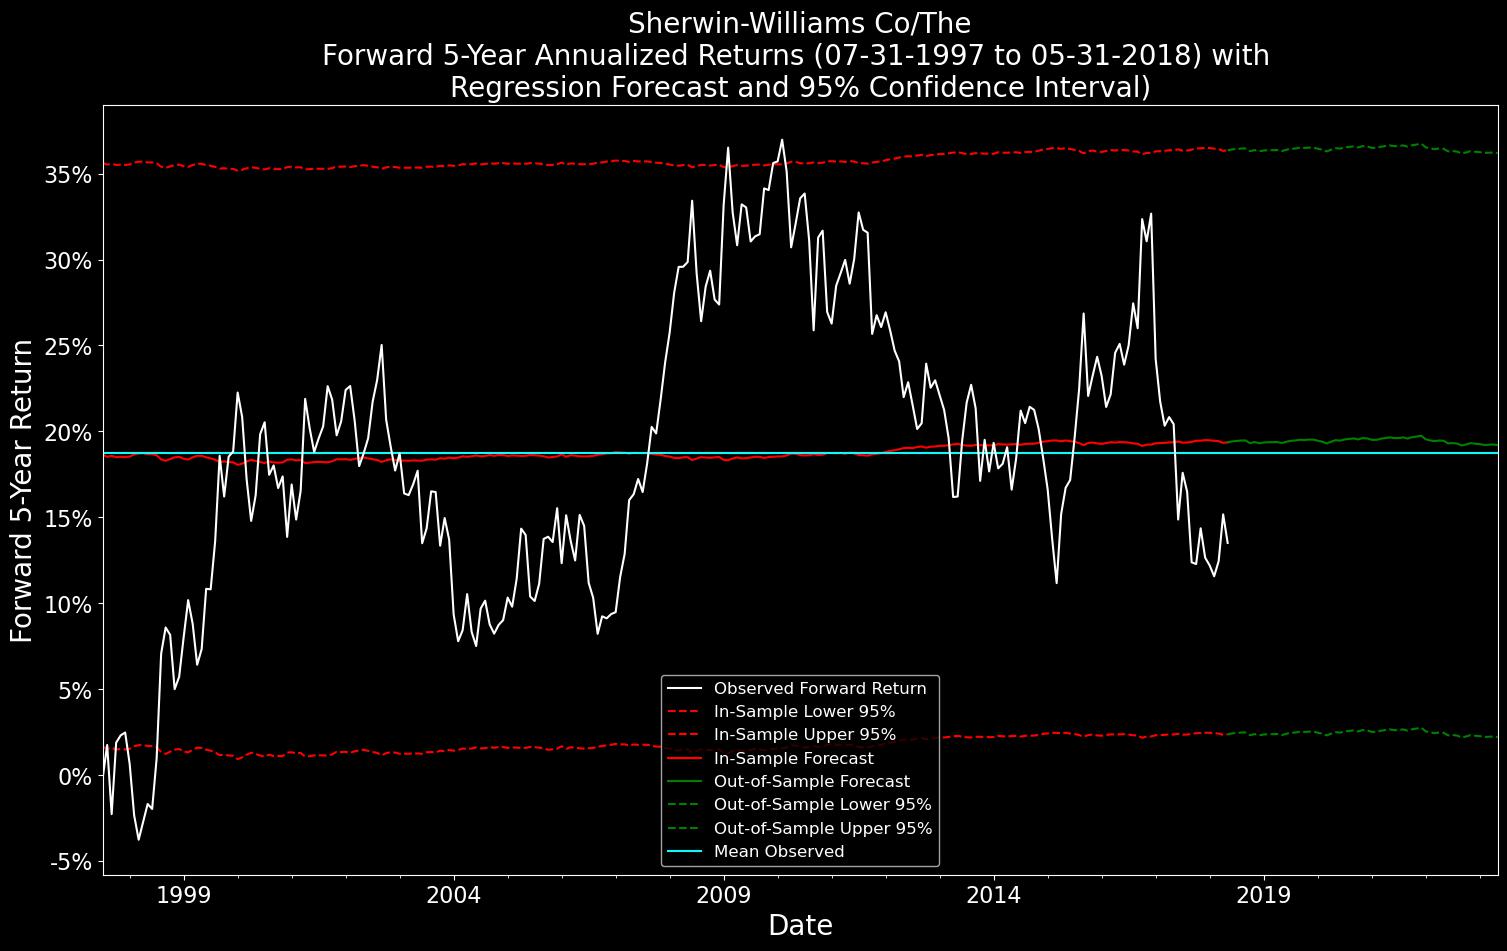 Sherwin-Williams Co/The
Forward 5-Year Annualized Returns (07-31-1997 to 05-31-2018) with
Regression Forecast and 95% Confidence Interval)
Forward 5-Year Return
35%
30%
25%
20%
15%
10%
5%
0%
-5%
Observed Forward Return
In-Sample Lower 95%
In-Sample Upper 95%
In-Sample Forecast
Out-of-Sample Forecast
Out-of-Sample Lower 95%
Out-of-Sample Upper 95%
Mean Observed
1999
2004
2009
2014
2019
Date